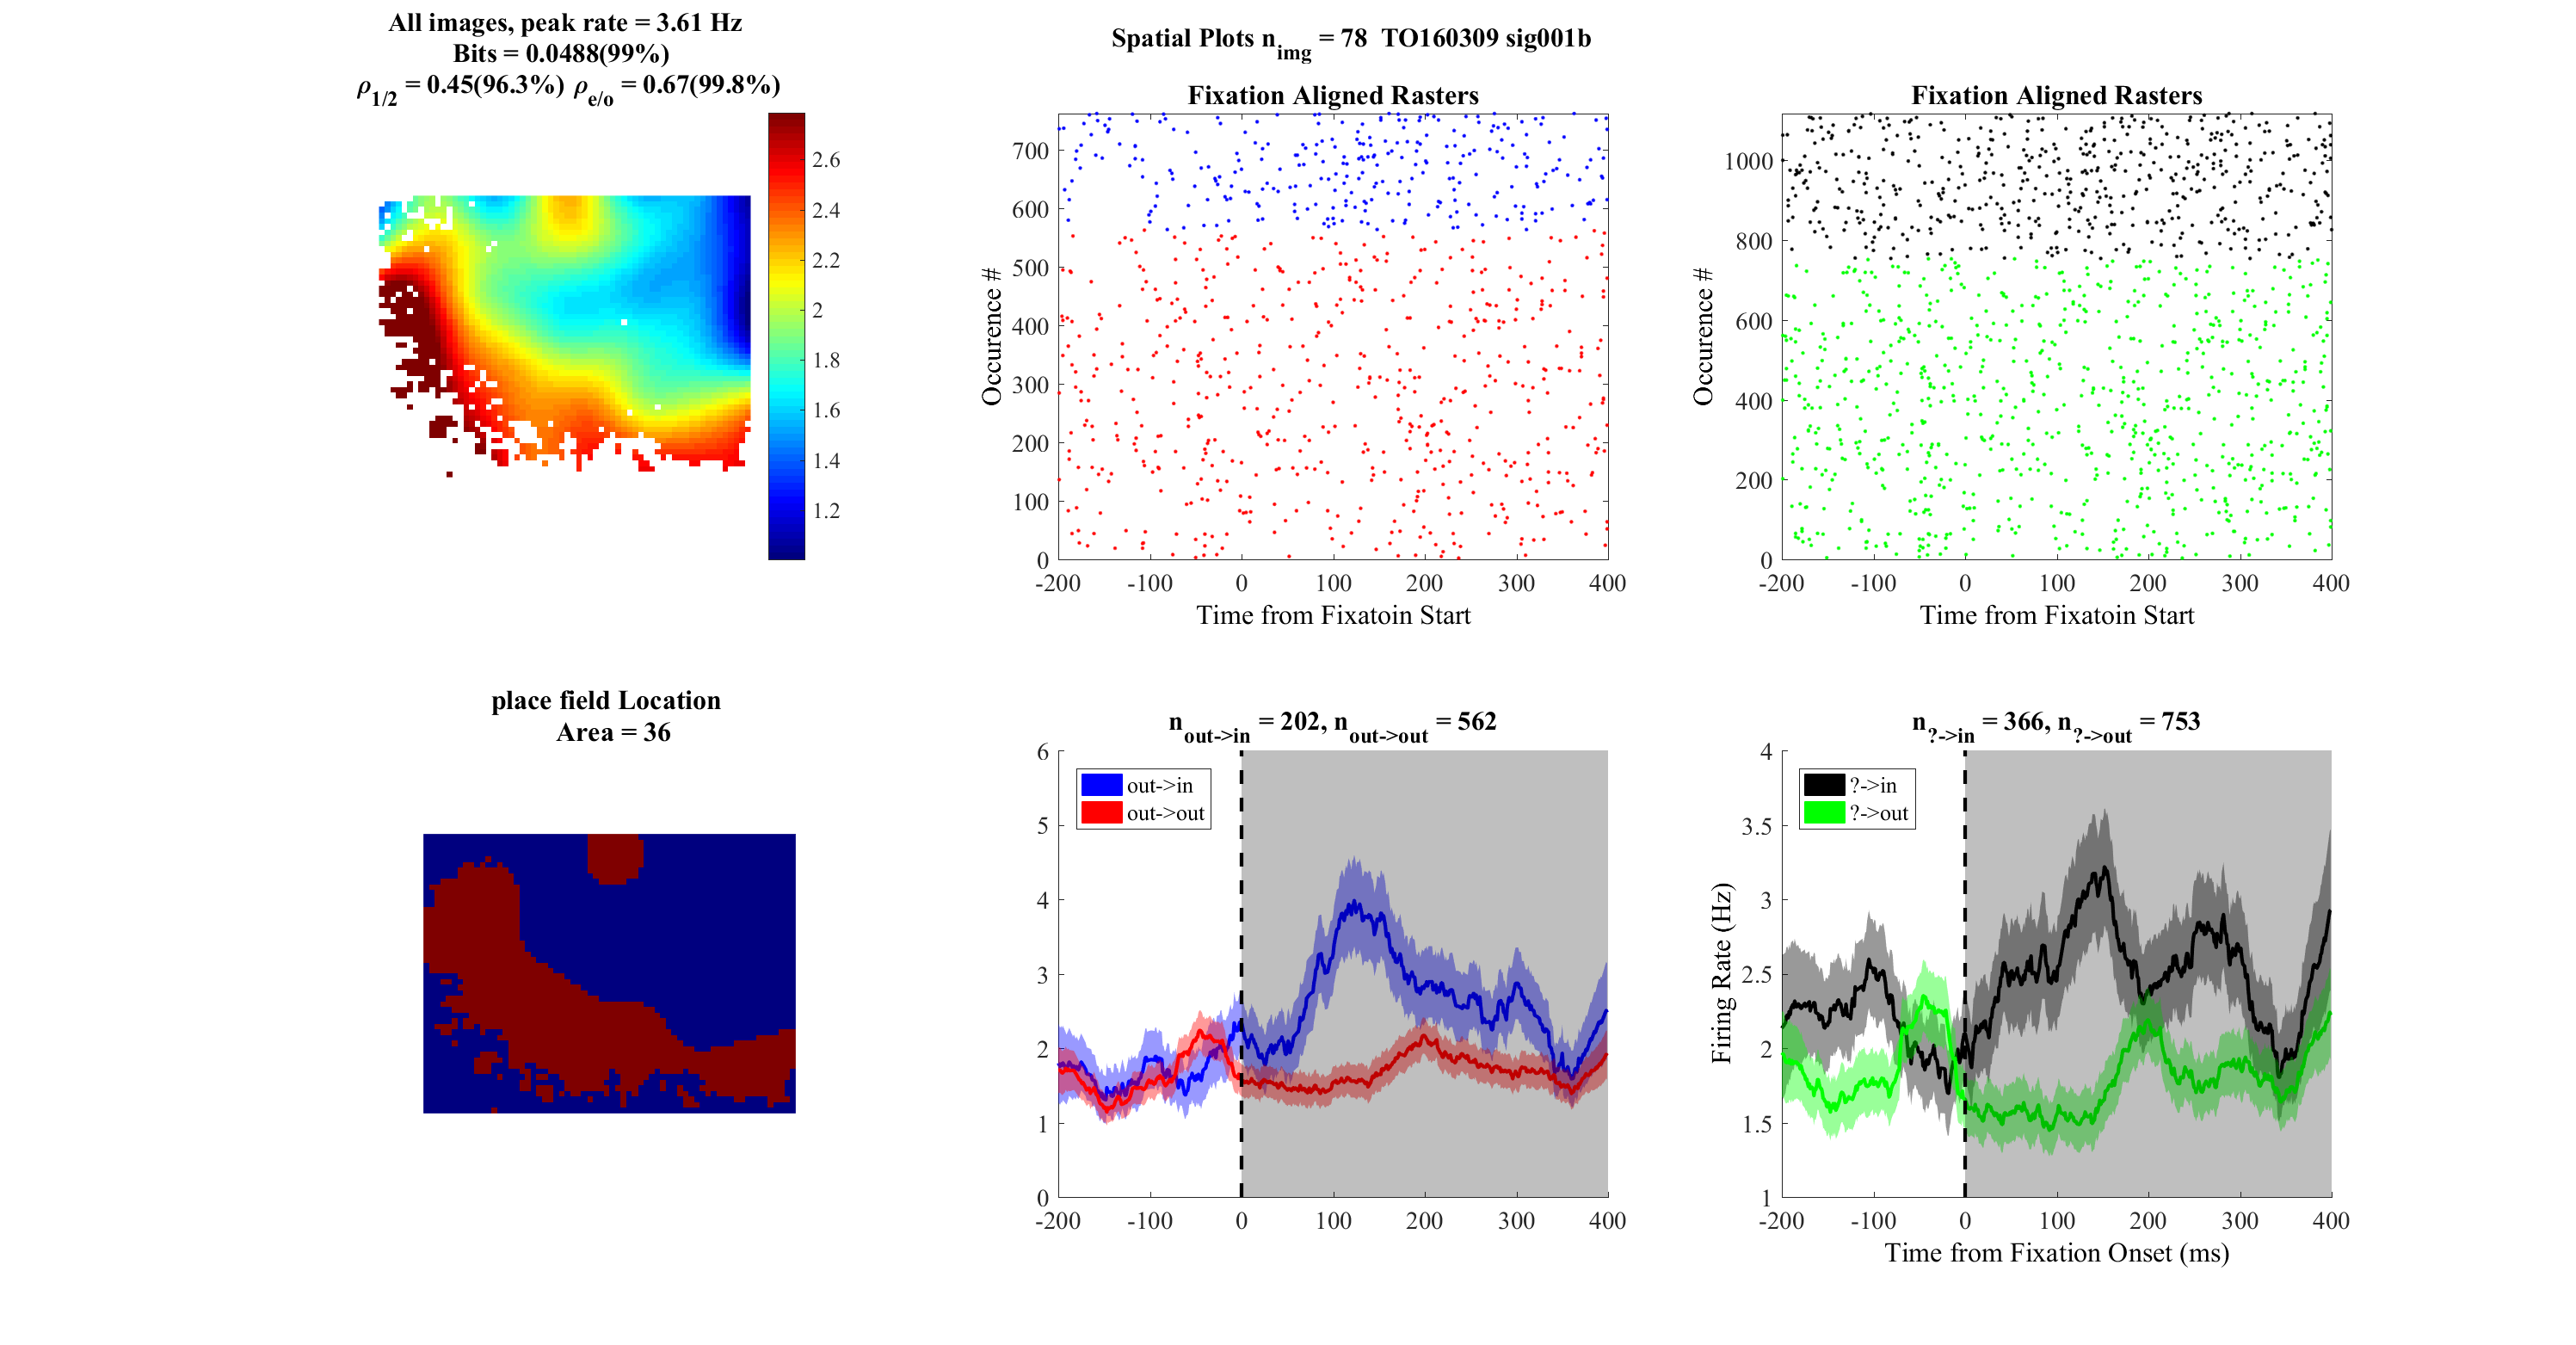 All images, peak rate = 3.61 Hz
Bits = 0.0488(99%)
ρ1/2 = 0.45(96.3%) ρe/o = 0.67(99.8%)
2.6
2.4
2.2
2
1.8
1.6
1.4
1.2
Spatial Plots nimg = 78 TO160309 sig001b
Fixation Aligned Rasters
Occurence #
700
600
500
400
300
200
100
0
-200 -100 0 100 200 300 400
Time from Fixatoin Start
Fixation Aligned Rasters
Occurence #
1000
800
600
400
200
0
-200 -100 0 100 200 300 400
Time from Fixatoin Start
place field Location
Area = 36
nout->in = 202, nout->out = 562
6
5
4
3
2
1
0
out->in
out->out
-200 -100 0 100 200 300 400
n?->in = 366, n?->out = 753
Firing Rate (Hz)
4
3.5
3
2.5
2
1.5
1
?->in
?->out
-200 -100 0 100 200 300 400
Time from Fixation Onset (ms)